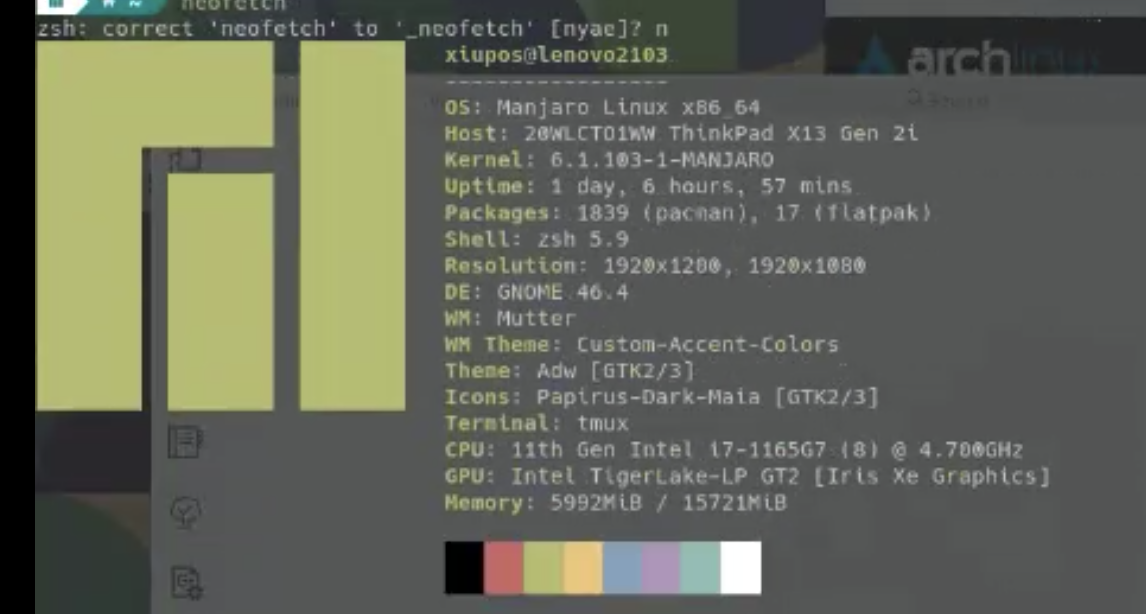 neofetch
zsh: correct 'neofetch' to '_neofetch' [nyae]? n
xiupos@lenovo2103
-----------------
OS: Manjaro Linux x86_64
Host: 20WLCTO1WW ThinkPad X13 Gen 2i
Kernel: 6.1.103-1-MANJARO
Uptime: 1 day, 6 hours, 57 mins
Packages: 1839 (pacman), 17 (flatpak)
Shell: zsh 5.9
Resolution: 1920x1200, 1920x1080
DE: GNOME 46.4
WM: Mutter
WM Theme: Custom-Accent-Colors
Theme: Adw [GTK2/3]
Icons: Papirus-Dark-Maia [GTK2/3]
Terminal: tmux
CPU: 11th Gen Intel i7-1165G7 (8) @ 4.700GHz
GPU: Intel TigerLake-LP GT2 [Iris Xe Graphics]
Memory: 5992MiB / 15721MiB
archlinux